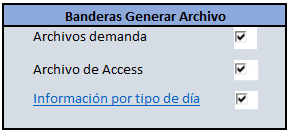 Banderas Generar Archivo
Archivos demanda
Archivo de Access
Información por tipo de día